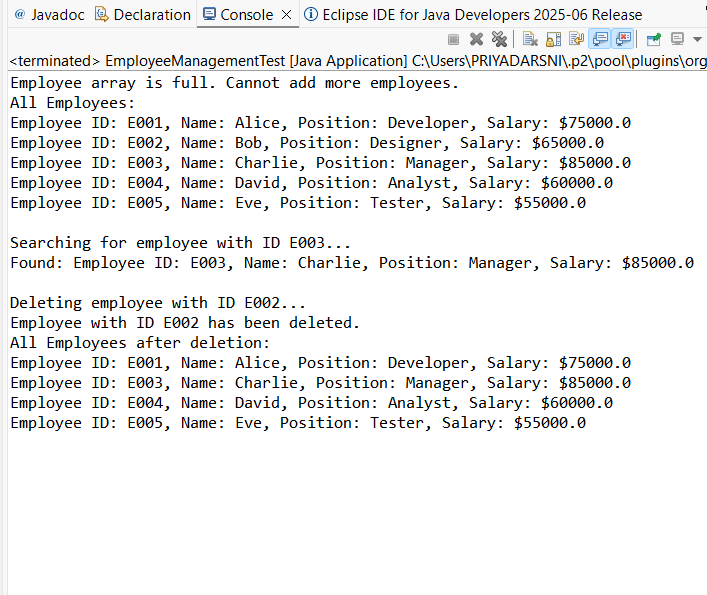 @ Javadoc Declaration Console Eclipse IDE for Java Developers 2025-06 Release
<terminated> EmployeeManagementTest [Java Application] C:\Users\PRIYADARSNI\.p2\pool\plugins\org
Employee array is full. Cannot add more employees.
All Employees:
Employee ID: E001, Name: Alice, Position: Developer, Salary: $75000.0
Employee ID: E002, Name: Bob, Position: Designer, Salary: $65000.0
Employee ID: E003, Name: Charlie, Position: Manager, Salary: $85000.0
Employee ID: E004, Name: David, Position: Analyst, Salary: $60000.0
Employee ID: E005, Name: Eve, Position: Tester, Salary: $55000.0

Searching for employee with ID E003...
Found: Employee ID: E003, Name: Charlie, Position: Manager, Salary: $85000.0

Deleting employee with ID E002...
Employee with ID E002 has been deleted.
All Employees after deletion:
Employee ID: E001, Name: Alice, Position: Developer, Salary: $75000.0
Employee ID: E003, Name: Charlie, Position: Manager, Salary: $85000.0
Employee ID: E004, Name: David, Position: Analyst, Salary: $60000.0
Employee ID: E005, Name: Eve, Position: Tester, Salary: $55000.0